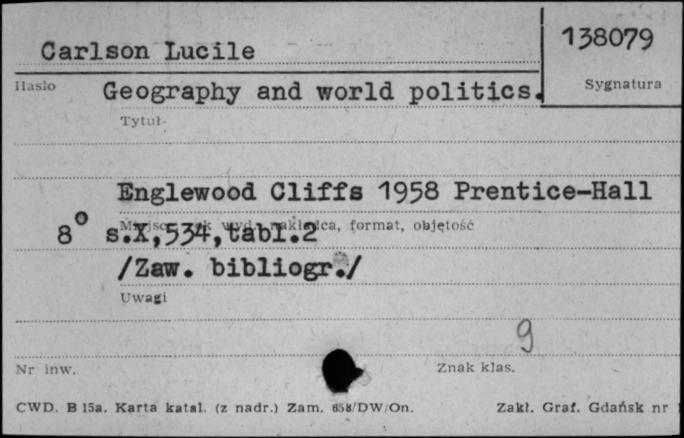 Carlson Lucile
138079
Hasło
Geography and world politics.
Sygnatura
Tytuł
Englewood Cliffs 1958 Prentice-Hall
Miejsce, rok wyd., nakładca, format, objętość
8° s.X,534,tabl.2
/Zaw. bibliogr./
Uwagi
9
Nr inw.
Znak klas.
CWD. B 15a. Karta katal. (z nadr.) Zam. 658/DW/On.
Zakł. Graf. Gdańsk nr